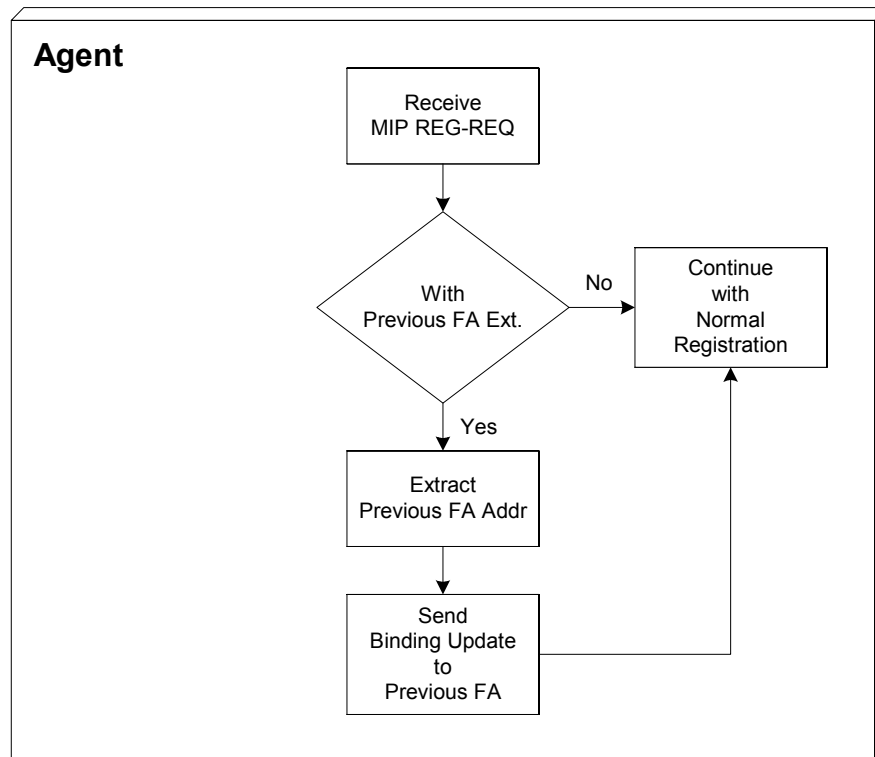 Agent
Receive
MIP REG-REQ
With
Previous FA Ext.
No
Continue
with
Normal
Registration
Yes
Extract
Previous FA Addr
Send
Binding Update
to
Previous FA